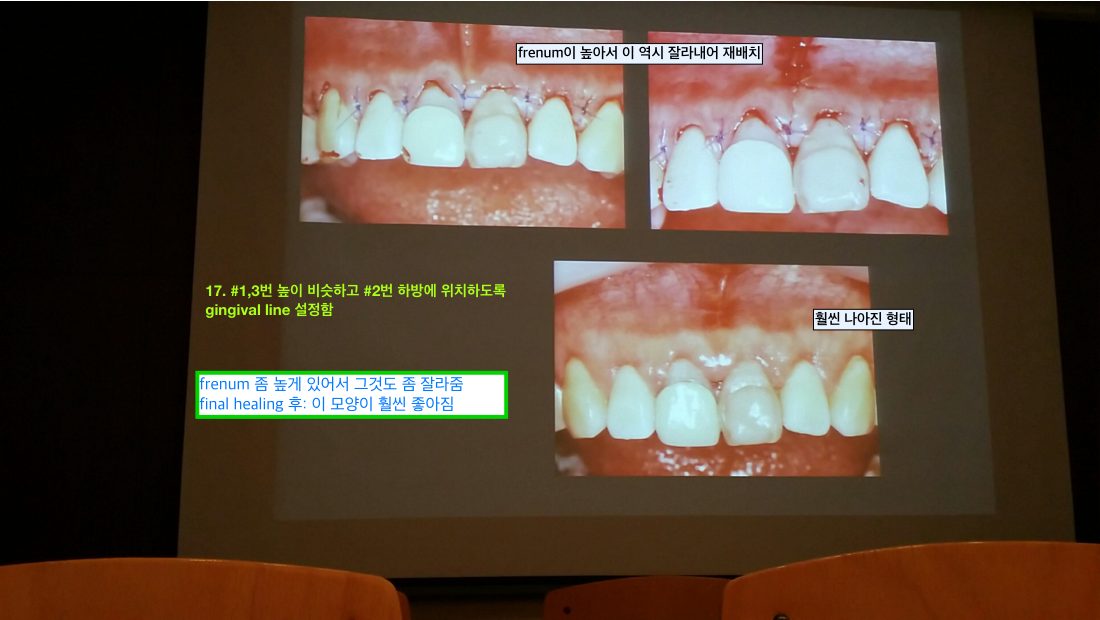 frenum이 높아서 이 역시 잘라내어 재배치
17. #1,3번 높이 비슷하고 #2번 하방에 위치하도록
gingival line 설정함
훨씬 나아진 형태
frenum 좀 높게 있어서 그것도 좀 잘라줌
final healing 후: 이 모양이 훨씬 좋아짐